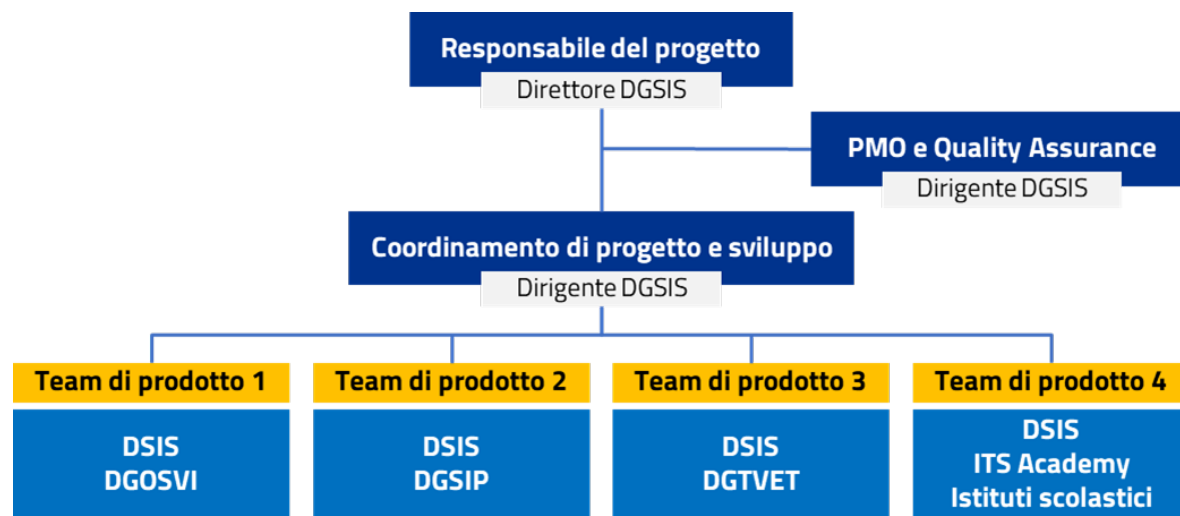 Responsabile del progetto
Direttore DGSIS
PMO e Quality Assurance
Dirigente DGSIS
Coordinamento di progetto e sviluppo
Dirigente DGSIS
Team di prodotto 1
DSIS
DGOSVI
Team di prodotto 2
DSIS
DGSIP
Team di prodotto 3
DSIS
DGTVET
Team di prodotto 4
DSIS
ITS Academy
Istituti scolastici